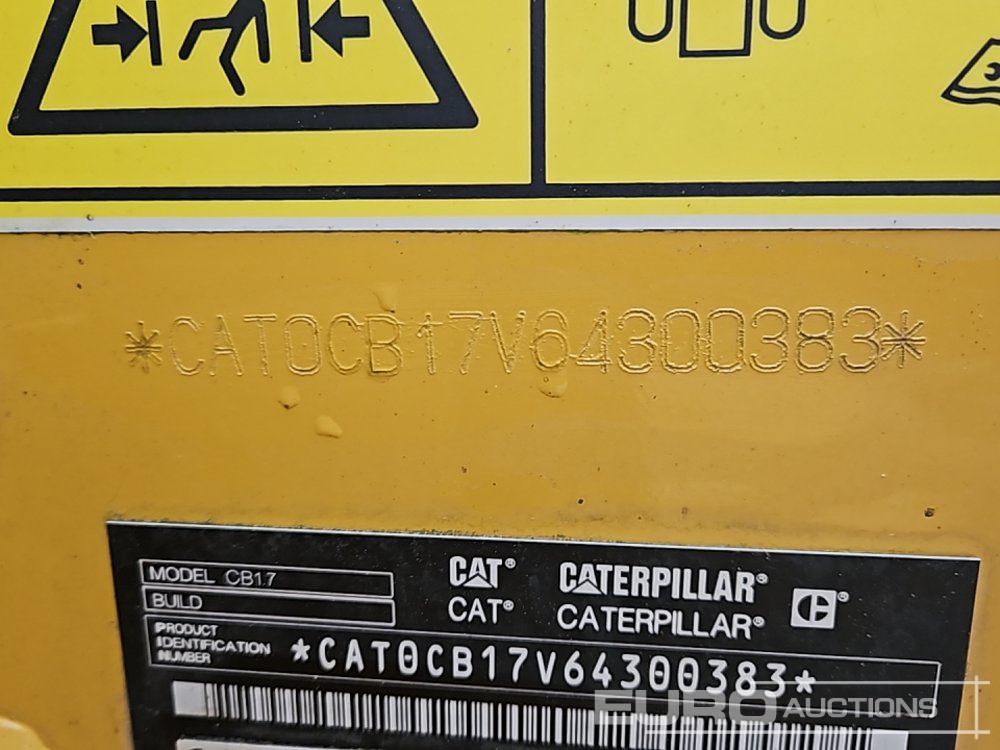 *CAT0CB17V64300383*
MODEL CB1.7
CAT® CATERPILLAR®
BUILD
CAT® CATERPILLAR®
PRODUCT
IDENTIFICATION
NUMBER
*CAT0CB17V64300383*
EURO AUCTIONS